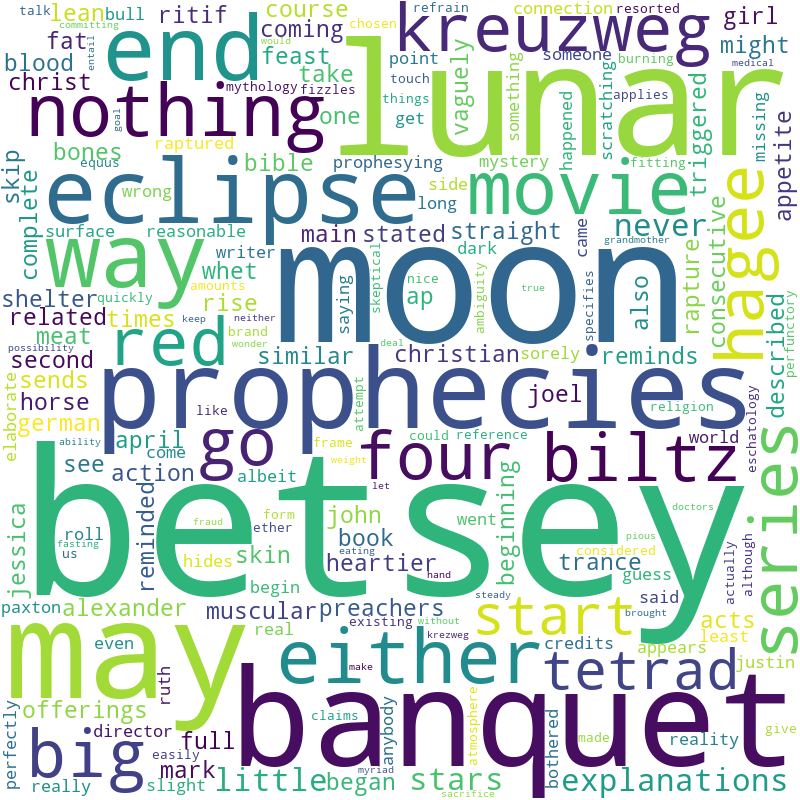 talk lean bull ritif course connection chosen refrain resorted girl
committing would entail
fat blood end coming feast point someone kreuzweg might
christ mythology fizzles touch burning medical
nothing take one get things vaguely something lunar happened applies scratching triggered missing appetite
skip bones equus raptured bible prophesying mystery fitting
complete eclipse wrong side long movie never
surface reasonable main stated straight dark came grandmother consecutive hagee
way writer whet saying skeptical moon nice ambiguity specifies also rapture described
shelter quickly amounts rise ap true
related times keep neither brand deal perfunctory
meat red wonder
possibility second similar christian sorely reminds
sends prophecies joel
elaborate horse like religion
german april go attempt four biltz world eschatology
ability come frame weight could reference
see action albeit let
reminded betsey beginning doctors series
jessica roll form john went
fasting us fraud ether book considered
hides skin eating heartier trance guess
begin pious hand steady said although actually
paxton alexander muscular preachers start brought acts
real existing without krezweg least
even may credits appears justin
ruth make either tetrad
offerings atmosphere
perfectly director claims anybody made give
big full banquet bothered reality
easily mark myriad
really slight little began stars explanations
sacrifice
goal